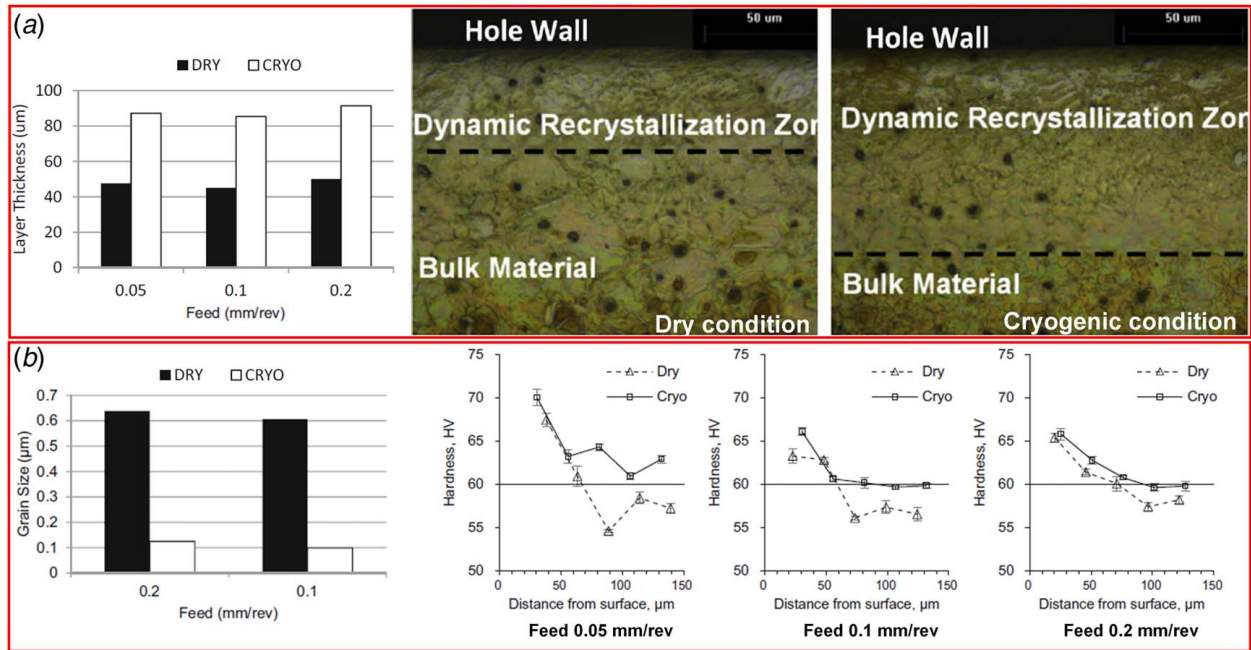 (a)
DRY CRYO
Layer Thickness (um)
100
80
60
40
20
0
0.05 0.1 0.2
Feed (mm/rev)
50 um
Hole Wall
Dynamic Recrystallization Zor
Bulk Material
Dry condition
50 um
Hole Wall
Dynamic Recrystallization Zor
Bulk Material
Cryogenic condition
(b)
DRY CRYO
Grain Size (μm)
0.7
0.6
0.5
0.4
0.3
0.2
0.1
0
0.2 0.1
Feed (mm/rev)
Hardness, HV
75
70
65
60
55
50
Dry
Cryo
0 50 100 150
Distance from surface, μm
Feed 0.05 mm/rev
Hardness, HV
75
70
65
60
55
50
Dry
Cryo
0 50 100 150
Distance from surface, μm
Feed 0.1 mm/rev
Hardness, HV
75
70
65
60
55
50
Dry
Cryo
0 50 100 150
Distance from surface, μm
Feed 0.2 mm/rev